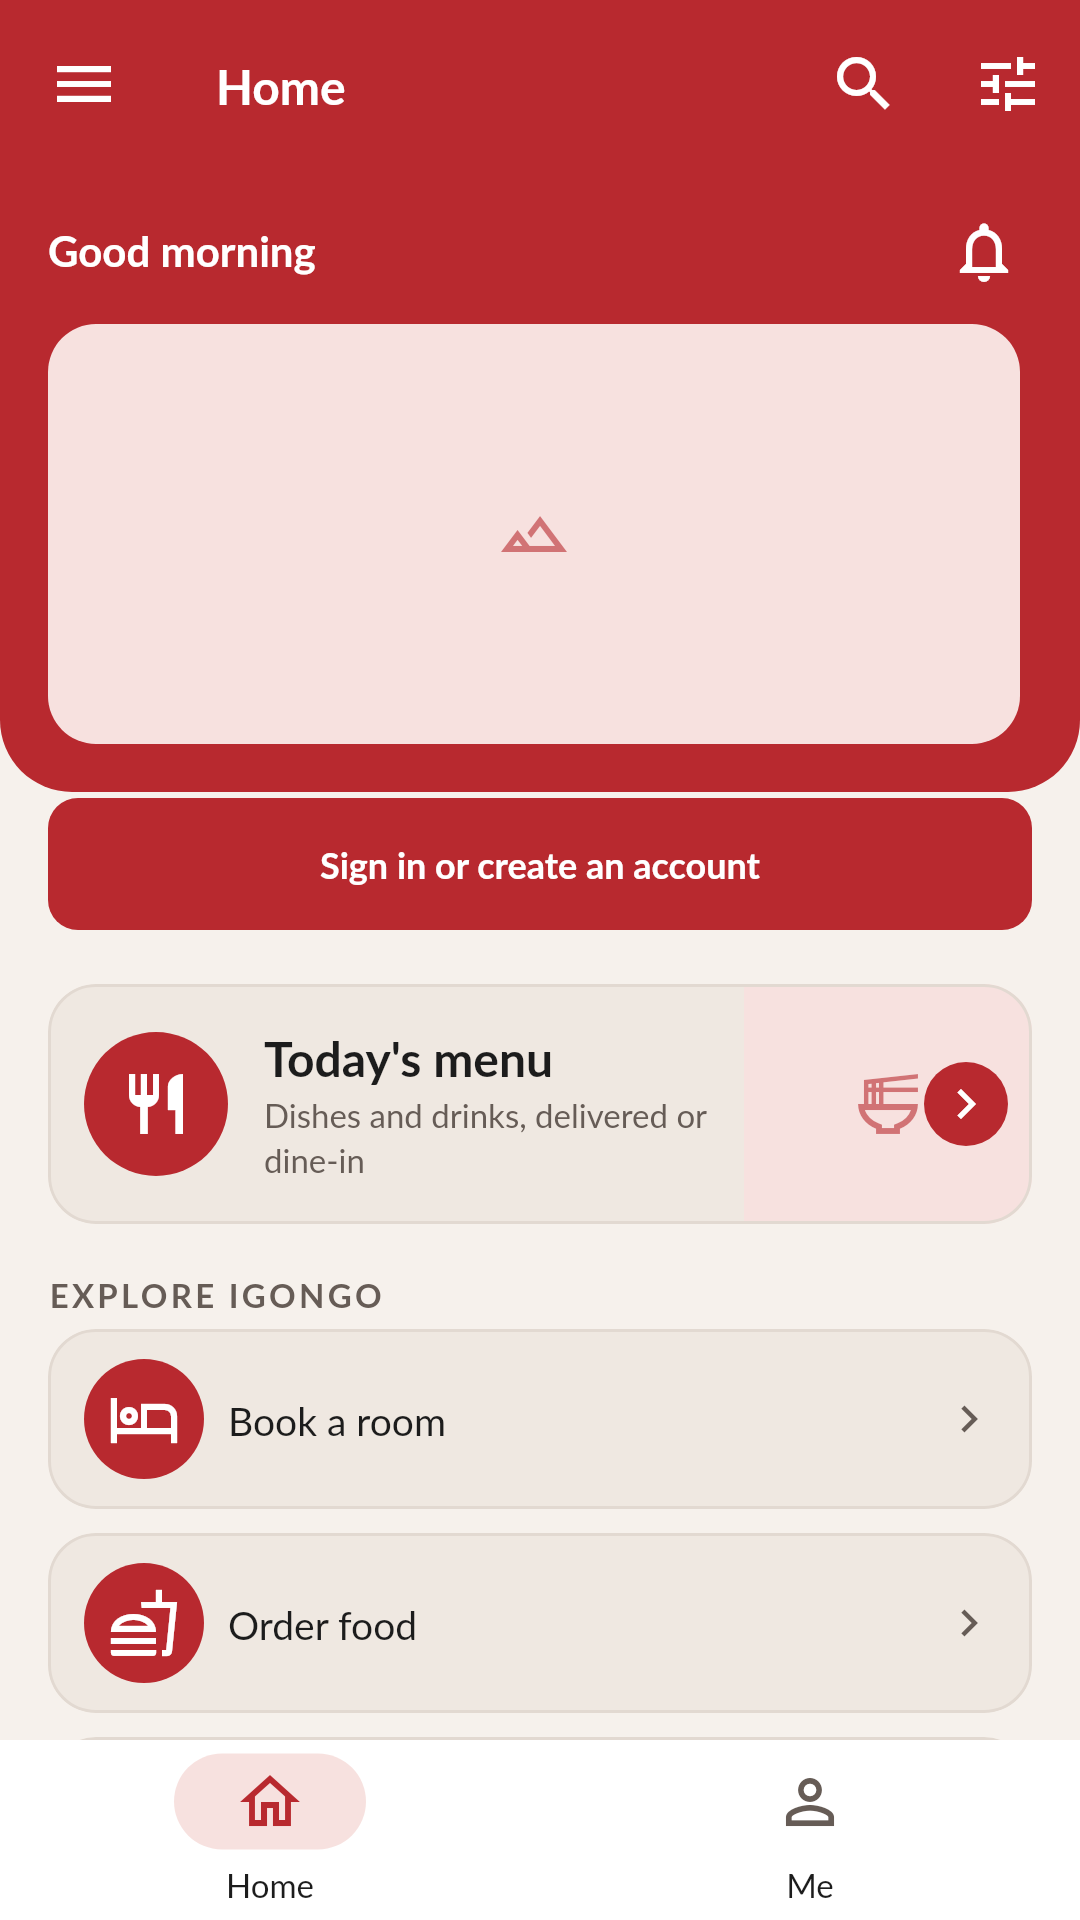 Home
Good morning
Sign in or create an account
Today's menu
Dishes and drinks, delivered or
dine-in
EXPLORE IGONGO
Book a room
Order food
Home
Me